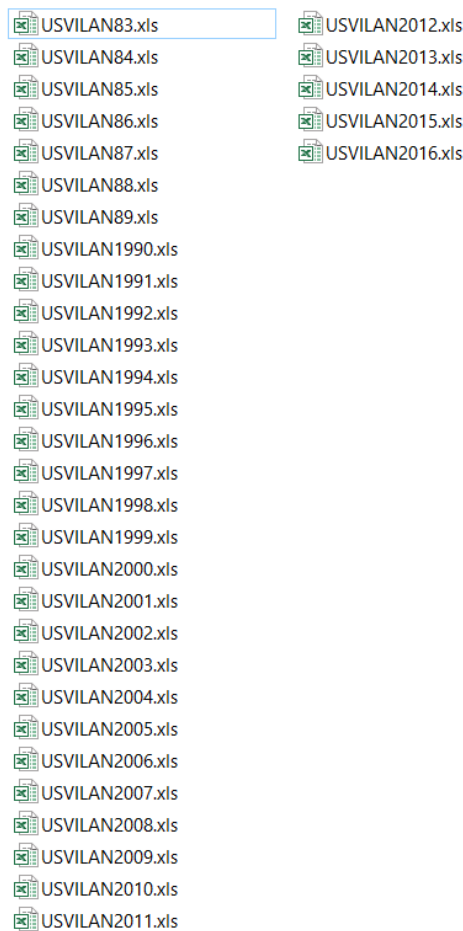 USVILAN83.xls
USVILAN84.xls
USVILAN85.xls
USVILAN86.xls
USVILAN87.xls
USVILAN88.xls
USVILAN89.xls
USVILAN1990.xls
USVILAN1991.xls
USVILAN1992.xls
USVILAN1993.xls
USVILAN1994.xls
USVILAN1995.xls
USVILAN1996.xls
USVILAN1997.xls
USVILAN1998.xls
USVILAN1999.xls
USVILAN2000.xls
USVILAN2001.xls
USVILAN2002.xls
USVILAN2003.xls
USVILAN2004.xls
USVILAN2005.xls
USVILAN2006.xls
USVILAN2007.xls
USVILAN2008.xls
USVILAN2009.xls
USVILAN2010.xls
USVILAN2011.xls
USVILAN2012.xls
USVILAN2013.xls
USVILAN2014.xls
USVILAN2015.xls
USVILAN2016.xls